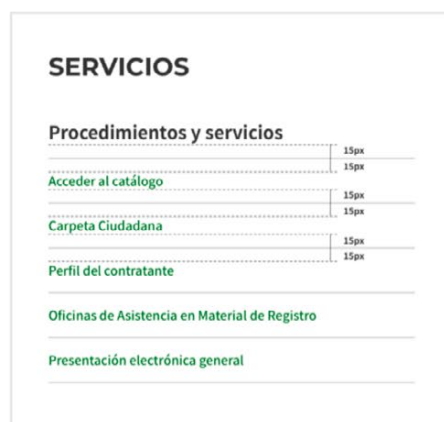 SERVICIOS
Procedimientos y servicios
15px
15px
Acceder al catálogo
15px
15px
Carpeta Ciudadana
15px
15px
Perfil del contratante
Oficinas de Asistencia en Material de Registro
Presentación electrónica general